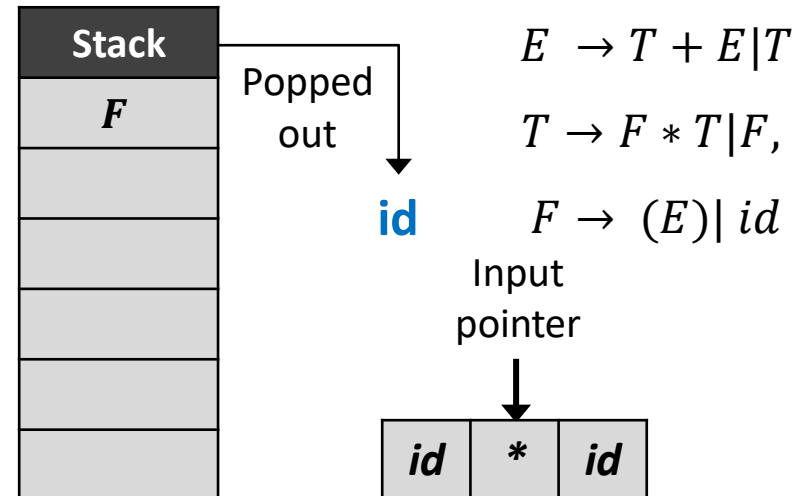 Stack
F
Popped
out
id
E → T + E|T
T → F * T|F,
F → (E)| id
Input
pointer
id * id